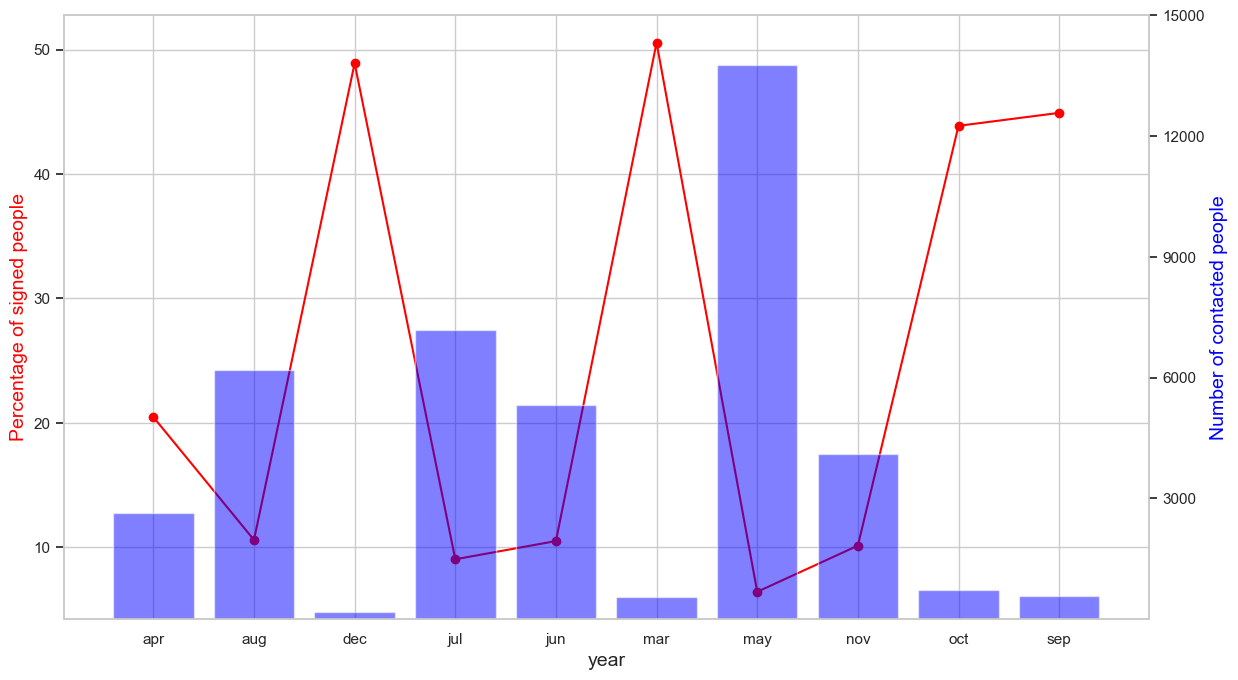 Percentage of signed people
50
40
30
20
10
15000
12000
9000
6000
3000
Number of contacted people
apr aug dec jul jun mar may nov oct sep
year